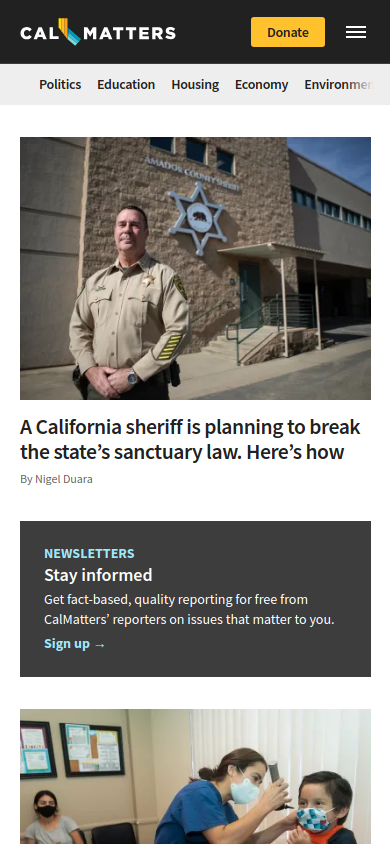 CAL MATTERS
Donate
Politics Education Housing Economy Environmen
AMADOR COUNTY SHERIFF
A California sheriff is planning to break
the state's sanctuary law. Here's how
By Nigel Duara
NEWSLETTERS
Stay informed
Get fact-based, quality reporting for free from
CalMatters' reporters on issues that matter to you.
Sign up →